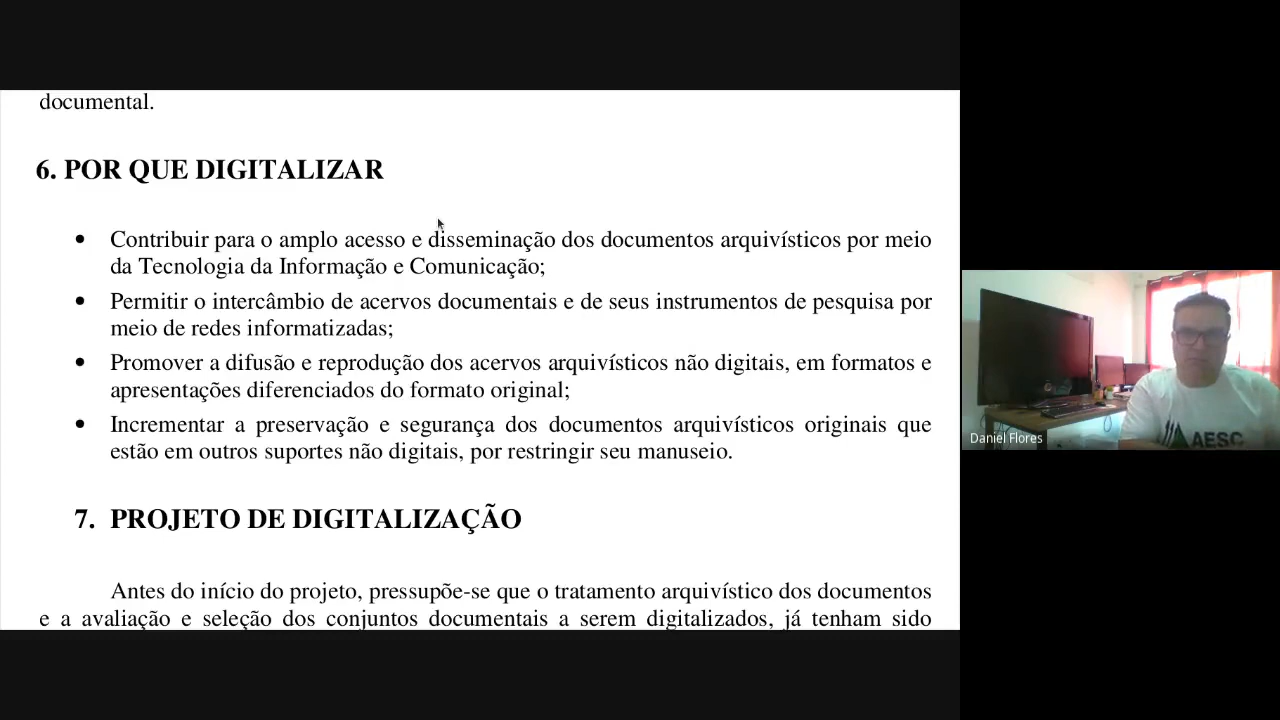 documental.
6. POR QUE DIGITALIZAR
• Contribuir para o amplo acesso e disseminação dos documentos arquivísticos por meio
da Tecnologia da Informação e Comunicação;
• Permitir o intercâmbio de acervos documentais e de seus instrumentos de pesquisa por
meio de redes informatizadas;
• Promover a difusão e reprodução dos acervos arquivísticos não digitais, em formatos e
apresentações diferenciados do formato original;
• Incrementar a preservação e segurança dos documentos arquivísticos originais que
estão em outros suportes não digitais, por restringir seu manuseio.
7. PROJETO DE DIGITALIZAÇÃO
Antes do início do projeto, pressupõe-se que o tratamento arquivístico dos documentos
e a avaliação e seleção dos conjuntos documentais a serem digitalizados, já tenham sido
Daniel Flores
AESC